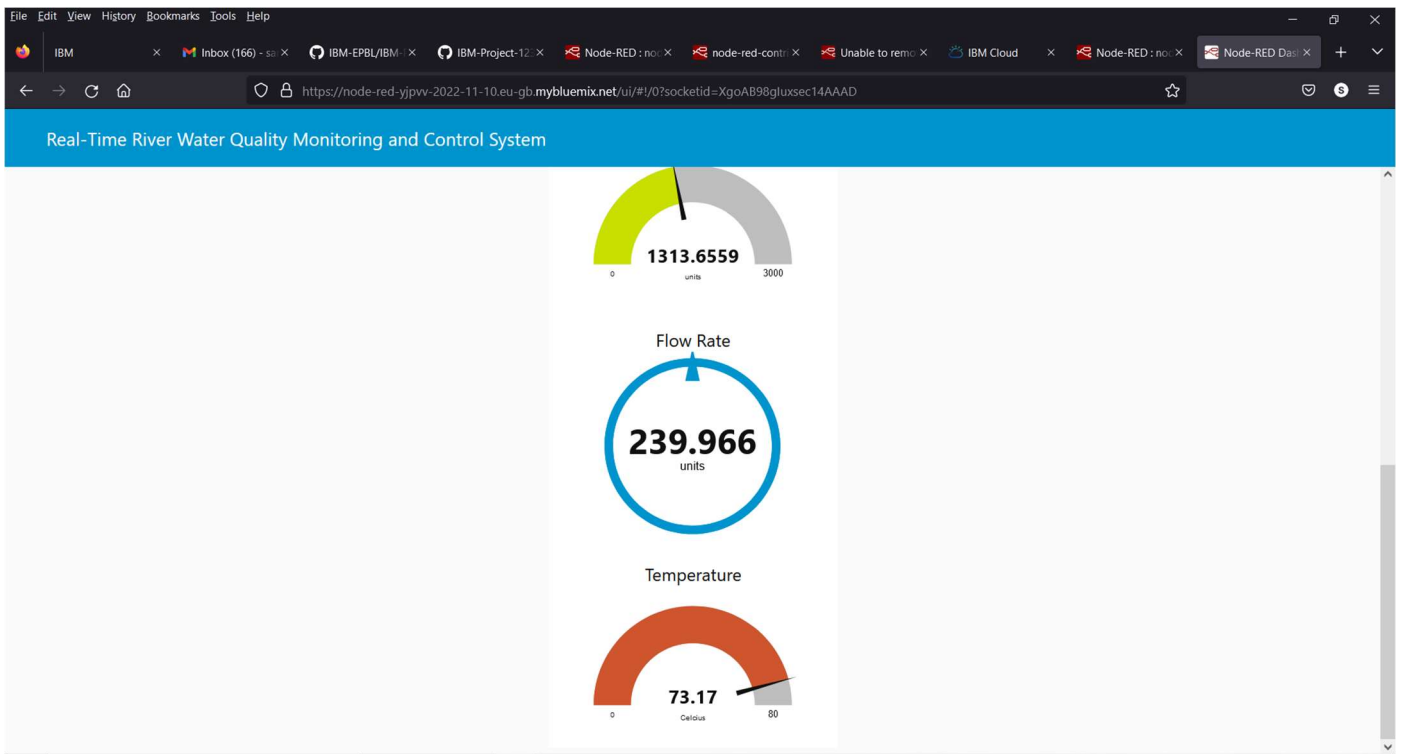 File Edit View History Bookmarks Tools Help
IBM
Inbox (166) - sa
IBM-EPBL/IBM-
IBM-Project-12
Node-RED : no
node-red-contri
Unable to remo
IBM Cloud
Node-RED : no
Node-RED Das
https://node-red-yjpvv-2022-11-10.eu-gb.mybluemix.net/ui/#!/0?socketid=XgoAB98gIuxsec14AAAD
S
Real-Time River Water Quality Monitoring and Control System
1313.6559
0 units 3000
Flow Rate
239.966
units
Temperature
73.17
0 Celcius 80